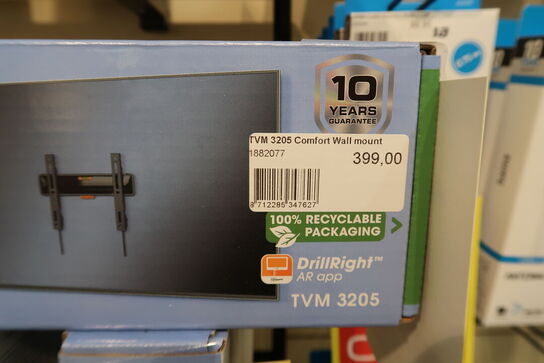 10
YEARS
GUARANTEE
TVM 3205 Comfort Wall mount
1882077
399,00
8 712285 347627
100% RECYCLABLE
PACKAGING
DrillRight™
AR app
TVM 3205